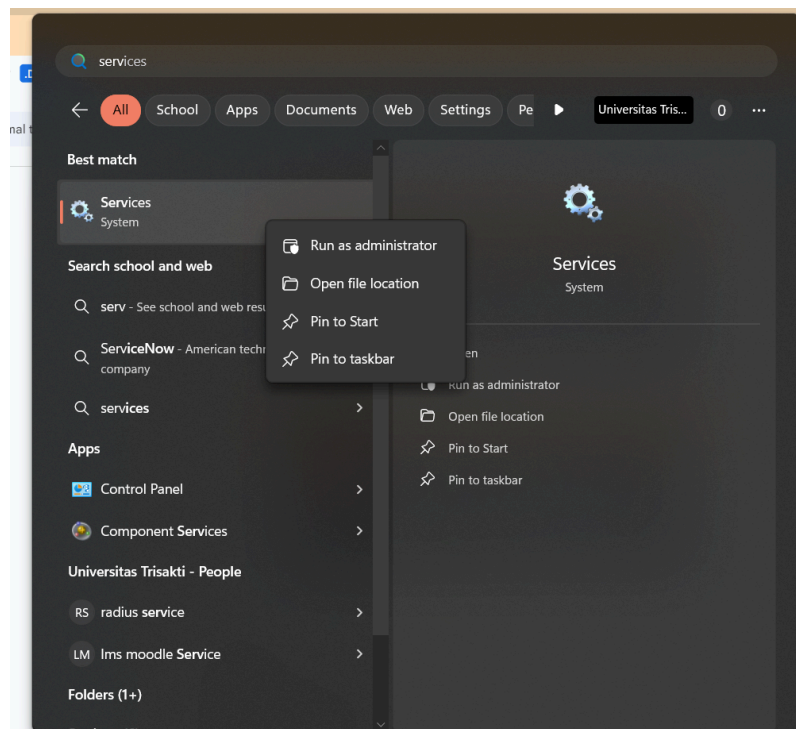 services
All School Apps Documents Web Settings Pe Universitas Tris... 0 ...
Best match
Services
System
Search school and web
serv - See school and web resu
ServiceNow - American techn
company
services
Apps
Control Panel
Component Services
Universitas Trisakti - People
RS radius service
LM lms moodle Service
Folders (1+)
Run as administrator
Open file location
Pin to Start
Pin to taskbar
Services
System
en
Run as administrator
Open file location
Pin to Start
Pin to taskbar